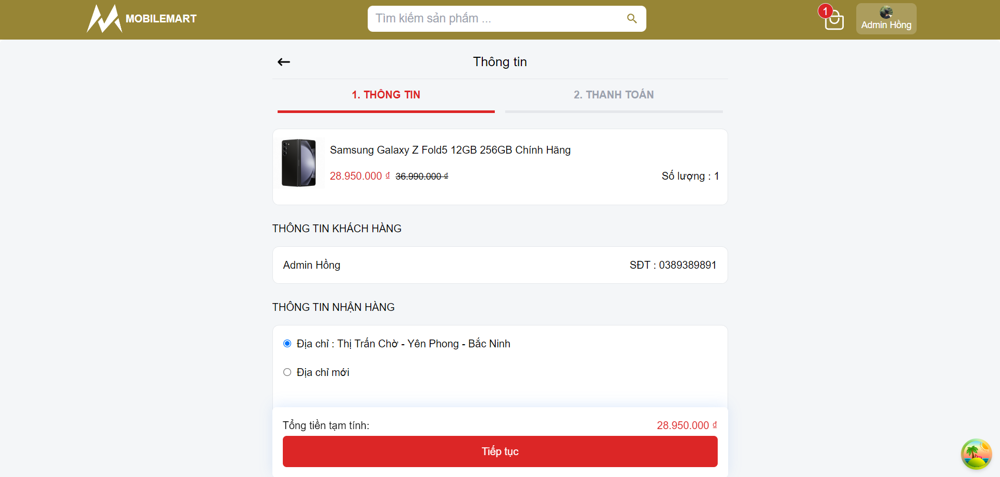 MOBILEMART
Tìm kiếm sản phẩm ...
1
Admin Hồng
Thông tin
1. THÔNG TIN
2. THANH TOÁN
Samsung Galaxy Z Fold5 12GB 256GB Chính Hãng
28.950.000 ₫ 36.990.000 ₫
Số lượng : 1
THÔNG TIN KHÁCH HÀNG
Admin Hồng
SĐT : 0389389891
THÔNG TIN NHẬN HÀNG
Địa chỉ : Thị Trấn Chờ - Yên Phong - Bắc Ninh
Địa chỉ mới
Tổng tiền tạm tính:
28.950.000 ₫
Tiếp tục